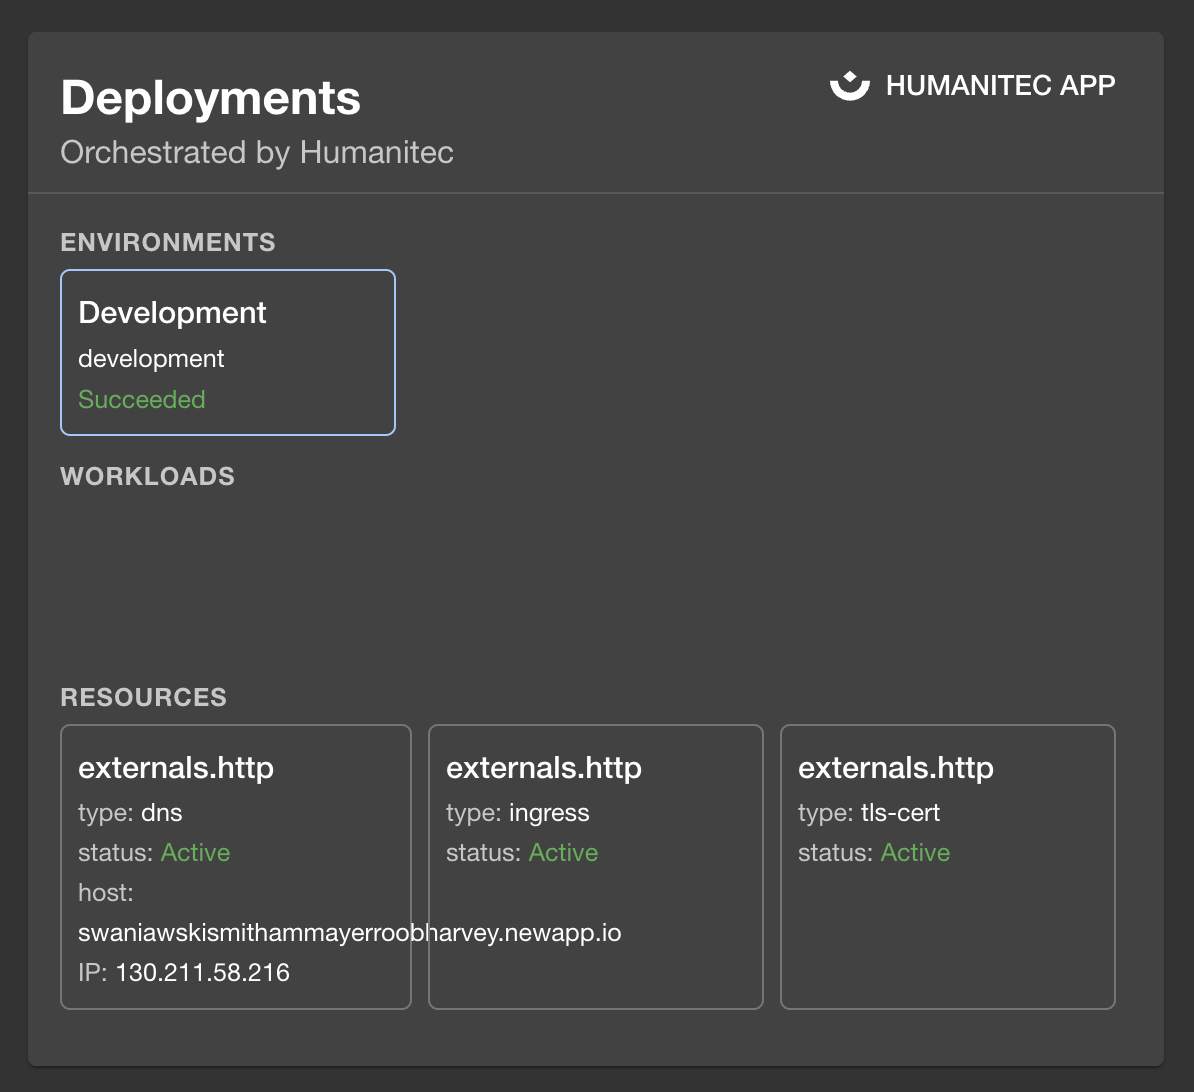 Deployments
HUMANITEC APP
Orchestrated by Humanitec
ENVIRONMENTS
Development
development
Succeeded
WORKLOADS
RESOURCES
externals.http
type: dns
status: Active
host:
swaniawskismithammayerroobharvey.newapp.io
IP: 130.211.58.216
externals.http
type: ingress
status: Active
externals.http
type: tls-cert
status: Active